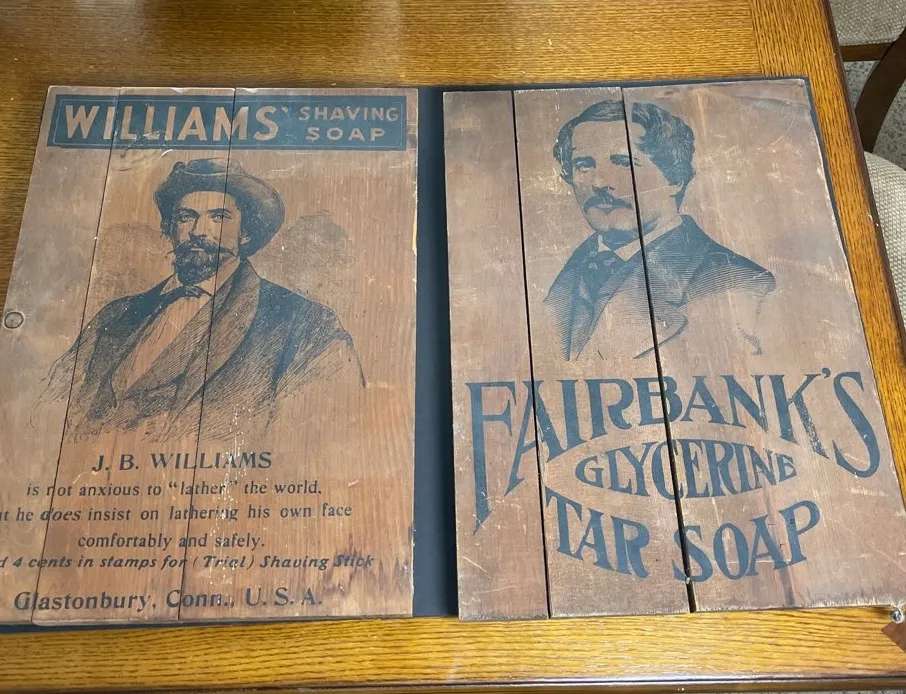 WILLIAMS' SHAVING
SOAP
J. B. WILLIAMS
is not anxious to "lather" the world,
he does insist on lathering his own face
comfortably and safely.
4 cents in stamps for (Trial) Shaving Stick
Glastonbury, Conn., U. S. A.
FAIRBANK'S
GLYCERINE
TAR SOAP